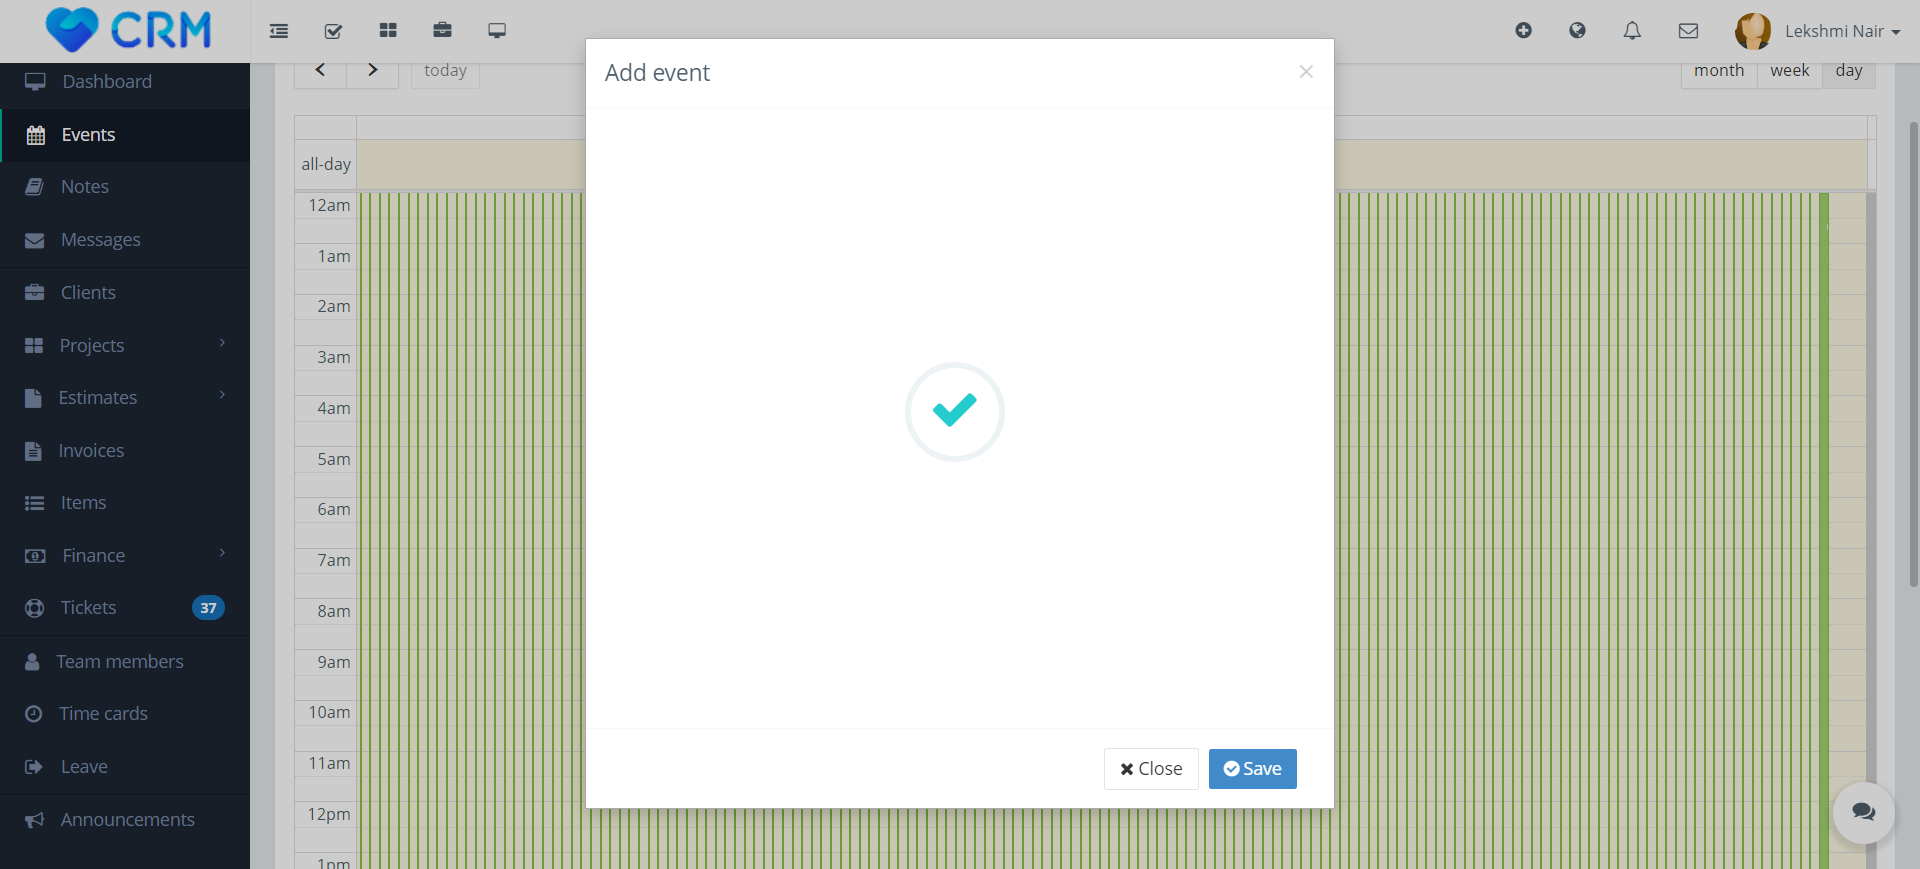 CRM
Lekshmi Nair
Dashboard
Events
Notes
Messages
Clients
Projects
Estimates
Invoices
Items
Finance
Tickets 37
Team members
Time cards
Leave
Announcements
today
month week day
all-day
12am
1am
2am
3am
4am
5am
6am
7am
8am
9am
10am
11am
12pm
1pm
Add event
Close
Save